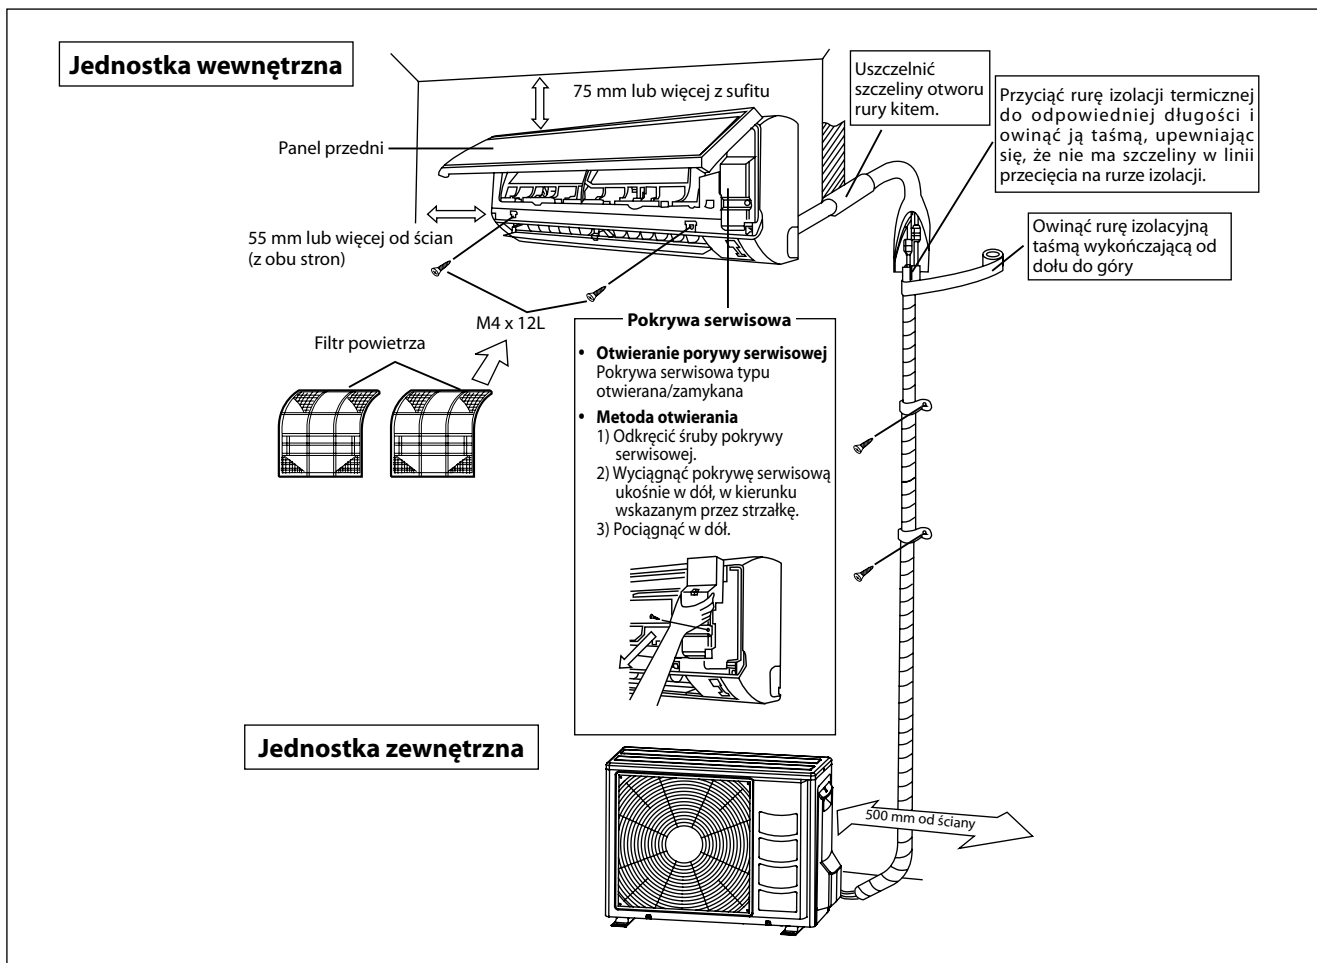 Jednostka wewnętrzna
75 mm lub więcej z sufitu
Uszczelnić
szczeliny otworu
rury kitem.
Przyciąć rurę izolacji termicznej
do odpowiedniej długości i
owinąć ją taśmą, upewniając
się, że nie ma szczeliny w linii
przecięcia na rurze izolacji.
Panel przedni
55 mm lub więcej od ścian
(z obu stron)
Owinąć rurę izolacyjną
taśmą wykończającą od
dołu do góry
M4 x 12L
Filtr powietrza
Pokrywa serwisowa
• Otwieranie porywy serwisowej
Pokrywa serwisowa typu
otwierana/zamykana
• Metoda otwierania
1) Odkręcić śruby pokrywy
serwisowej.
2) Wyciągnąć pokrywę serwisową
ukośnie w dół, w kierunku
wskazanym przez strzałkę.
3) Pociągnąć w dół.
Jednostka zewnętrzna
500 mm od ściany